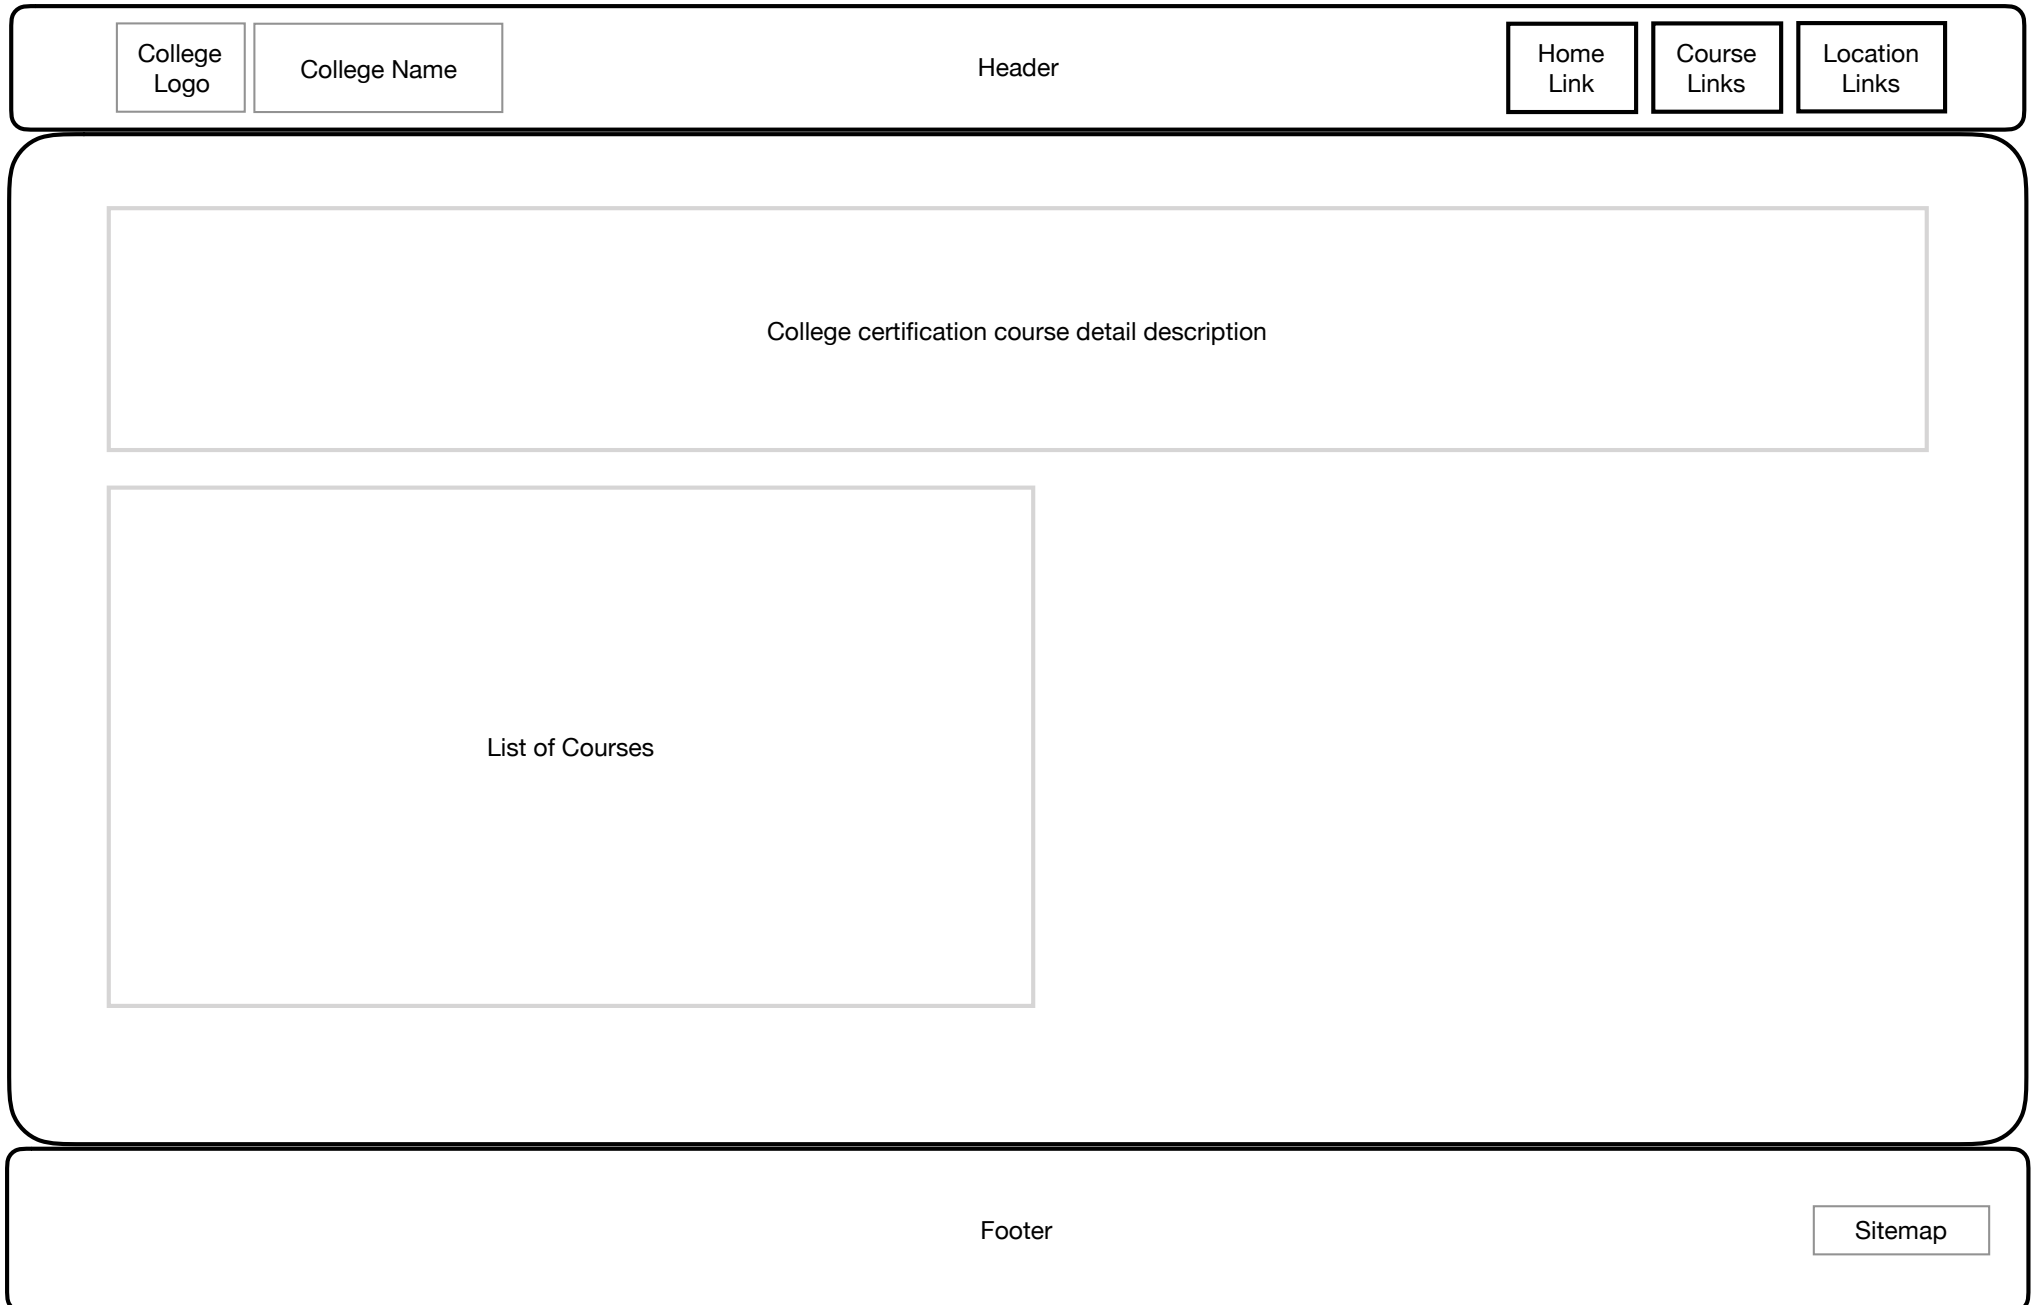 College
Logo
College Name
Header
Home
Link
Course
Links
Location
Links
College certification course detail description
List of Courses
Footer
Sitemap